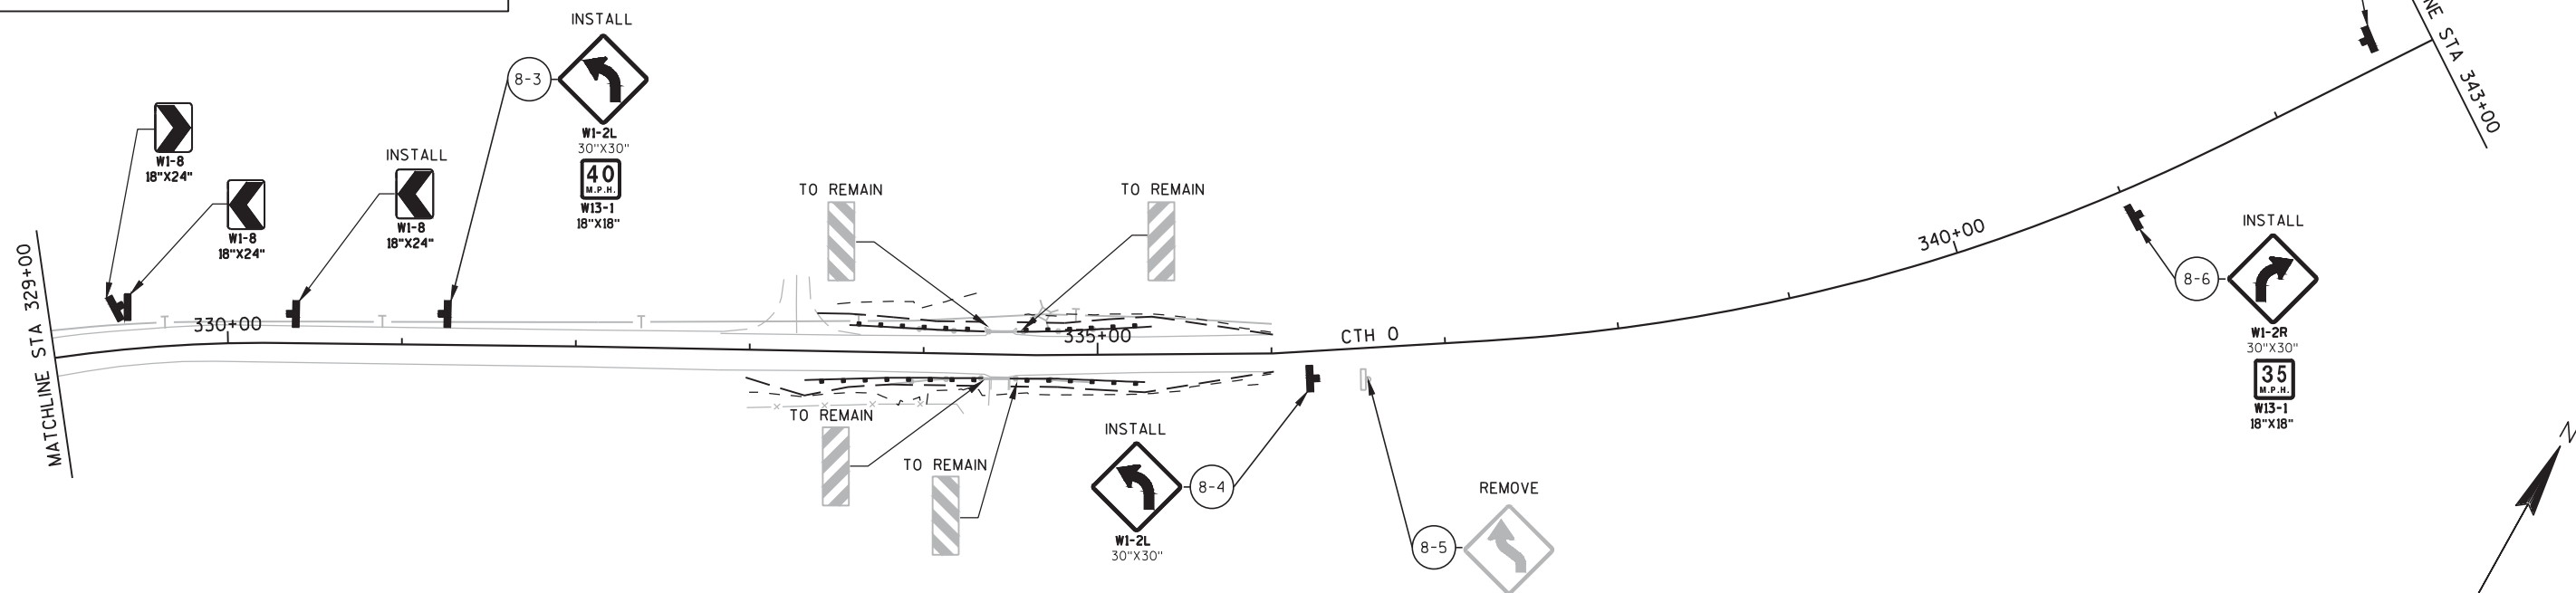 INSTALL
8-3
W1-2L
30"X30"
40
M.P.H.
W13-1
18"X18"
W1-8
18"X24"
W1-8
18"X24"
INSTALL
W1-8
18"X24"
MATCHLINE STA 329+00
330+00
T
T
T
TO REMAIN
TO REMAIN
T
335+00
CTH O
TO REMAIN
TO REMAIN
INSTALL
8-4
W1-2L
30"X30"
REMOVE
8-5
340+00
INSTALL
8-6
W1-2R
30"X30"
35
M.P.H.
W13-1
18"X18"
NE STA 343+00
N